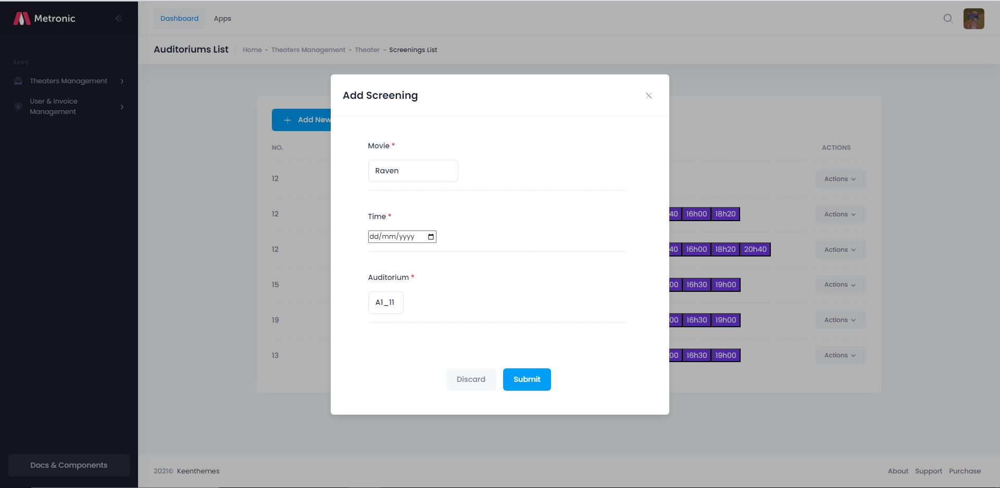 Metronic
Dashboard Apps
Auditoriums List Home - Theaters Management - Theater - Screenings List
APPS
Theaters Management
User & Invoice
Management
Docs & Components
Add New
NO. ACTIONS
12 Actions
12 40 16h00 18h20 Actions
12 40 16h00 18h20 20h40 Actions
15 00 16h30 19h00 Actions
19 00 16h30 19h00 Actions
13 00 16h30 19h00 Actions
Add Screening
Movie *
Raven
Time *
dd/mm/yyyy
Auditorium *
A1_11
Discard Submit
2021© Keenthemes About Support Purchase